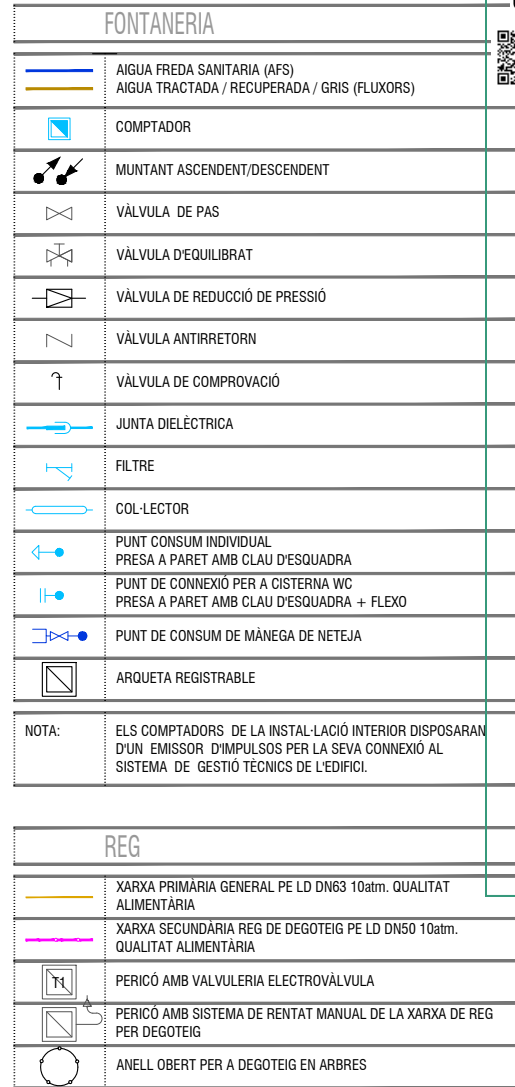 FONTANERIA
AIGUA FREDA SANITARIA (AFS)
AIGUA TRACTADA / RECUPERADA / GRIS (FLUXORS)
COMPTADOR
MUNTANT ASCENDENT/DESCENDENT
VÀLVULA DE PAS
VÀLVULA D'EQUILIBRAT
VÀLVULA DE REDUCCIÓ DE PRESSIÓ
VÀLVULA ANTIRRETORN
VÀLVULA DE COMPROVACIÓ
JUNTA DIELÈCTRICA
FILTRE
COL·LECTOR
PUNT CONSUM INDIVIDUAL
PRESA A PARET AMB CLAU D'ESQUADRA
PUNT DE CONNEXIÓ PER A CISTERNA WC
PRESA A PARET AMB CLAU D'ESQUADRA + FLEXO
PUNT DE CONSUM DE MÀNEGA DE NETEJA
ARQUETA REGISTRABLE
NOTA: ELS COMPTADORS DE LA INSTAL·LACIÓ INTERIOR DISPOSARAN
D'UN EMISSOR D'IMPULSOS PER LA SEVA CONNEXIÓ AL
SISTEMA DE GESTIÓ TÈCNICS DE L'EDIFICI.
REG
XARXA PRIMÀRIA GENERAL PE LD DN63 10atm. QUALITAT
ALIMENTÀRIA
XARXA SECUNDÀRIA REG DE DEGOTEIG PE LD DN50 10atm.
QUALITAT ALIMENTÀRIA
T1 PERICÓ AMB VALVULERIA ELECTROVÀLVULA
PERICÓ AMB SISTEMA DE RENTAT MANUAL DE LA XARXA DE REG
PER DEGOTEIG
ANELL OBERT PER A DEGOTEIG EN ARBRES